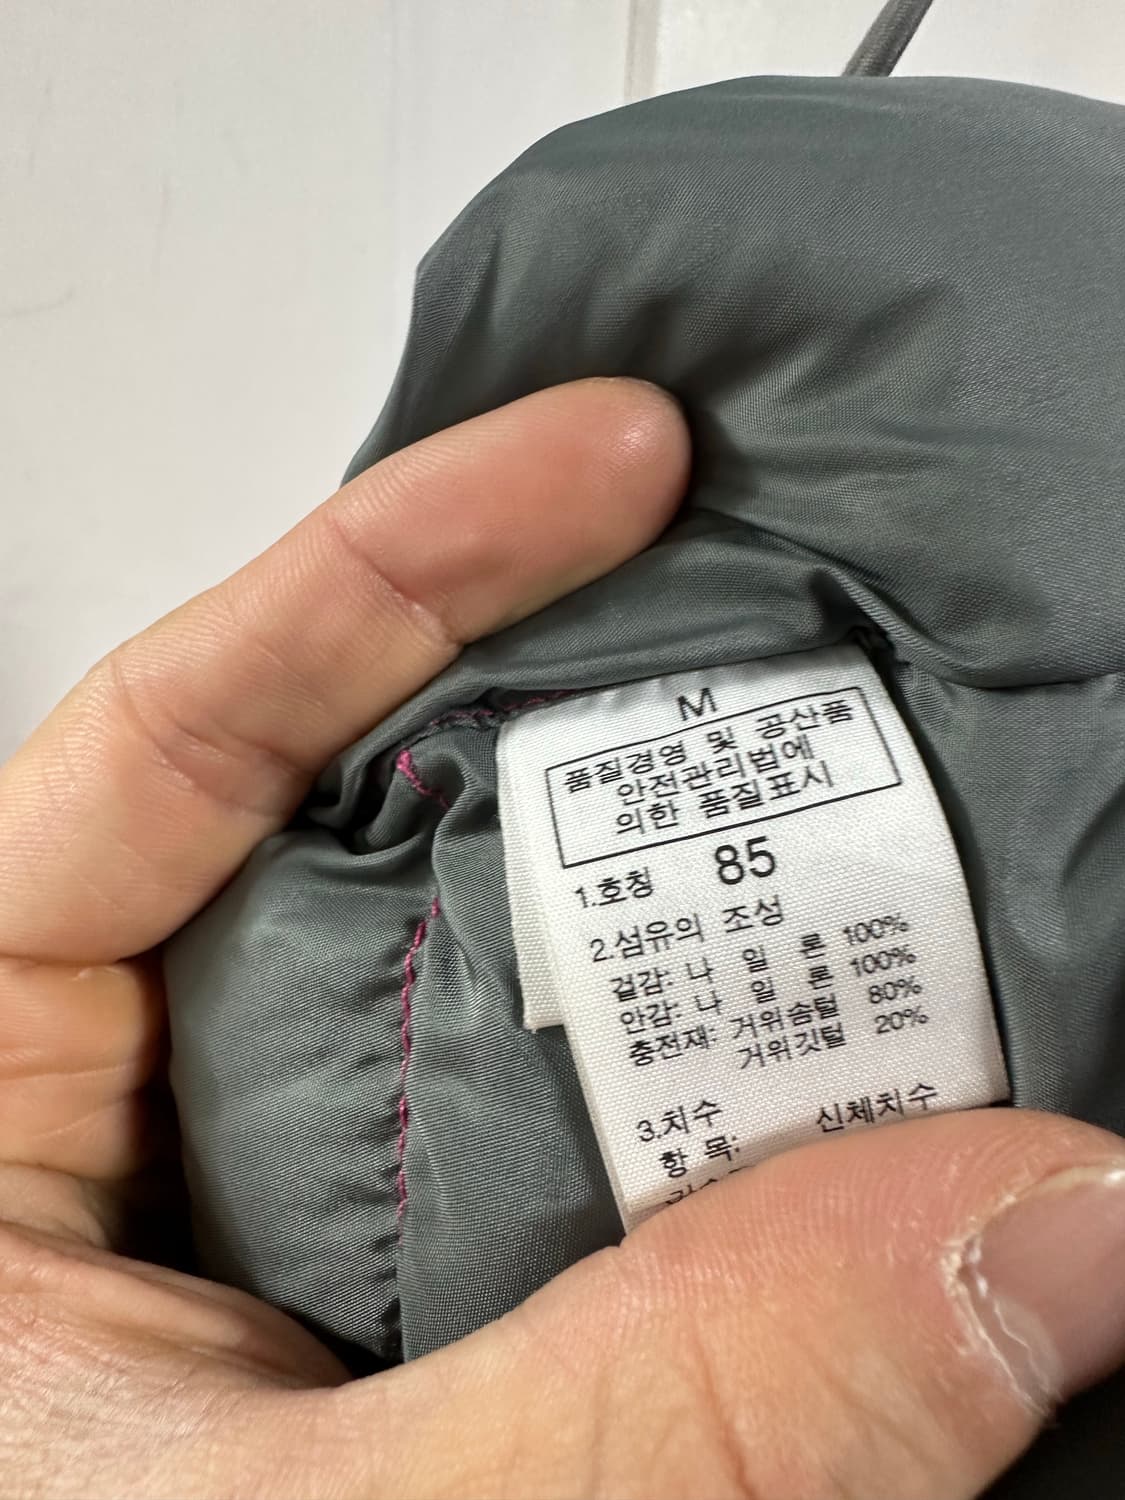 M
품질경영 및 공산품
안전관리법에
의한 품질표시
1.호칭 85
2.섬유의 조성
겉감: 나 일 론 100%
안감: 나 일 론 100%
충전재: 거위솜털 80%
거위깃털 20%
3.치수
항 목: 신체치수